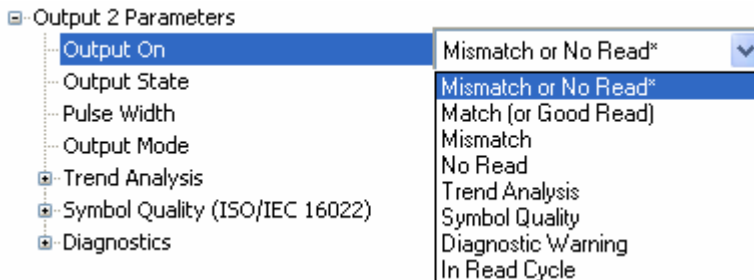 Output 2 Parameters
Output On
Mismatch or No Read*
Output State
Mismatch or No Read*
Pulse Width
Match (or Good Read)
Output Mode
Mismatch
Trend Analysis
No Read
Symbol Quality (ISO/IEC 16022)
Trend Analysis
Diagnostics
Symbol Quality
Diagnostic Warning
In Read Cycle